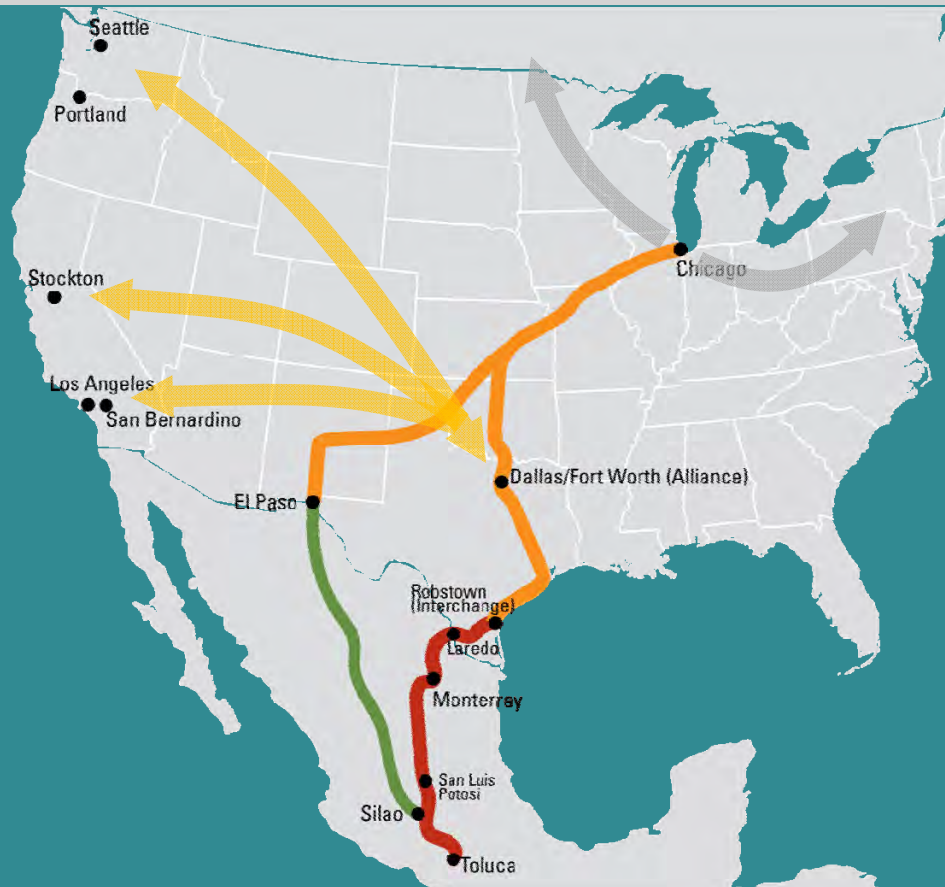 Seattle
Portland
Chicago
Stockton
Los Angeles
San Bernardino
Dallas/Fort Worth (Alliance)
El Paso
Robstown
(Interchange)
Laredo
Monterrey
San Luis
Potosi
Silao
Toluca